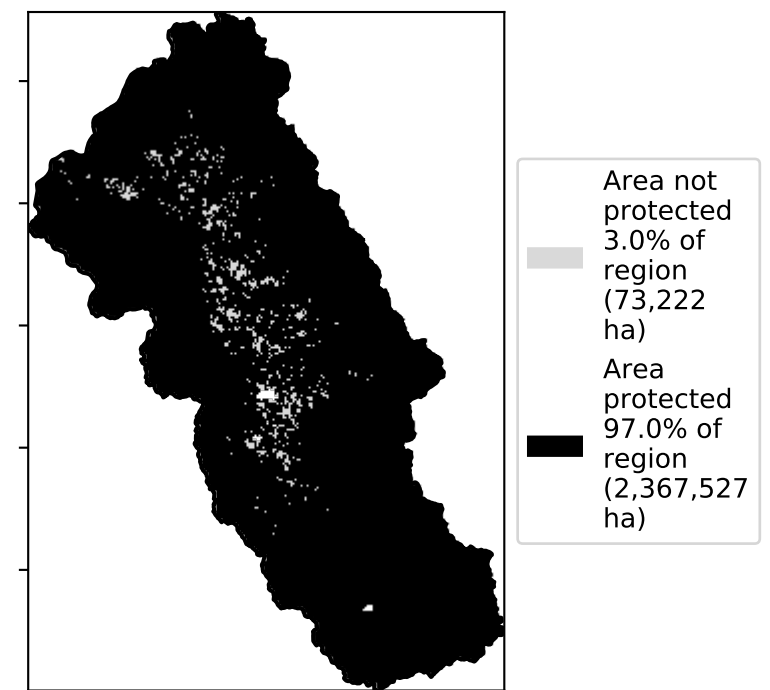 Area not
protected
3.0% of
region
(73,222
ha)
Area
protected
97.0% of
region
(2,367,527
ha)